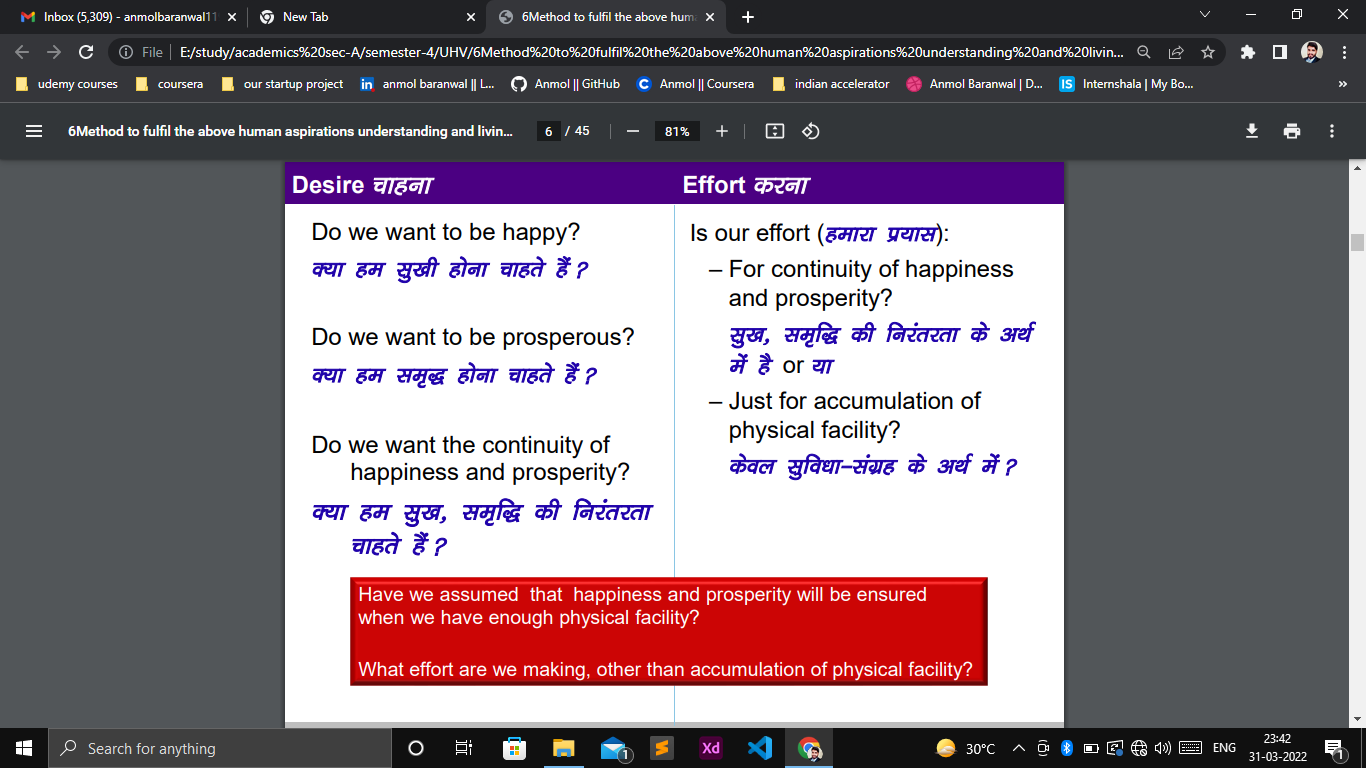 Inbox (5,309) - anmolbaranwal11
New Tab
6Method to fulfil the above huma
File
E:/study/academics%20sec-A/semester-4/UHV/6Method%20to%20fulfil%20the%20above%20human%20aspirations%20understanding%20and%20livin...
udemy courses
coursera
our startup project
in
anmol baranwal || L...
Anmol || GitHub
C
Anmol || Coursera
indian accelerator
Anmol Baranwal | D...
IS
Internshala | My Bo...
»
6Method to fulfil the above human aspirations understanding and livin...
6 / 45
81%
Desire चाहना
Do we want to be happy?
क्या हम सुखी होना चाहते हैं ?
Do we want to be prosperous?
क्या हम समृद्ध होना चाहते हैं ?
Do we want the continuity of
happiness and prosperity?
क्या हम सुख, समृद्धि की निरंतरता
चाहते हैं ?
Effort करना
Is our effort (हमारा प्रयास):
– For continuity of happiness
and prosperity?
सुख, समृद्धि की निरंतरता के अर्थ
में है or या
– Just for accumulation of
physical facility?
केवल सुविधा–संग्रह के अर्थ में ?
Have we assumed that happiness and prosperity will be ensured
when we have enough physical facility?
What effort are we making, other than accumulation of physical facility?
Search for anything
1
Xd
30°C
ENG
23:42
31-03-2022
1